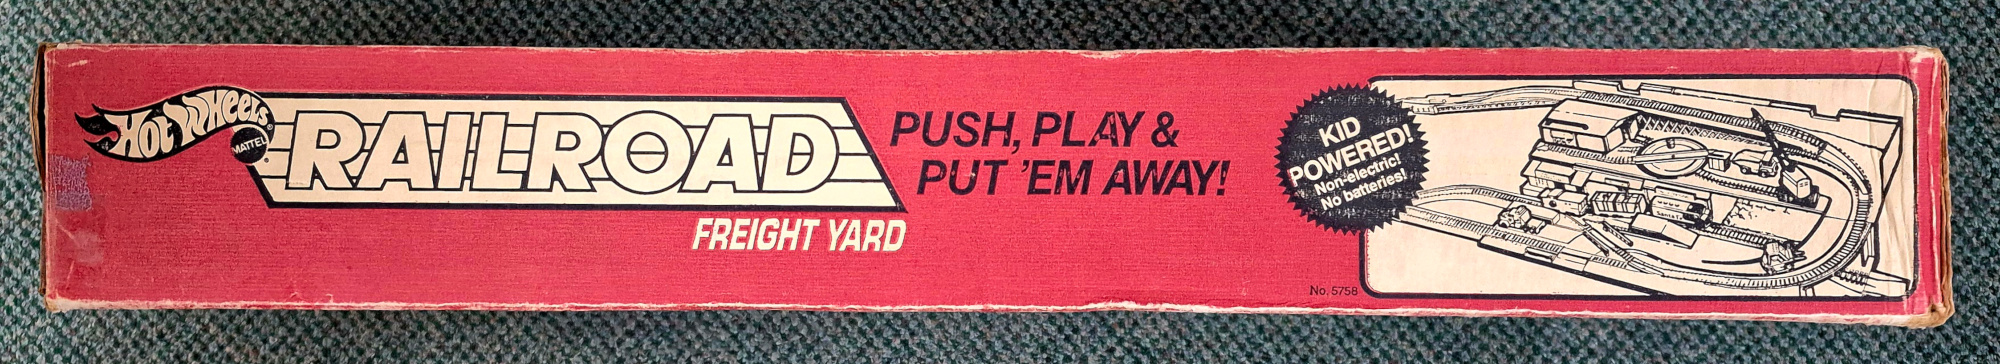 Hot Wheels®
MATTEL®
RAILROAD
FREIGHT YARD
PUSH, PLAY &
PUT 'EM AWAY!
KID
POWERED!
Non-electric!
No batteries!
No. 5758